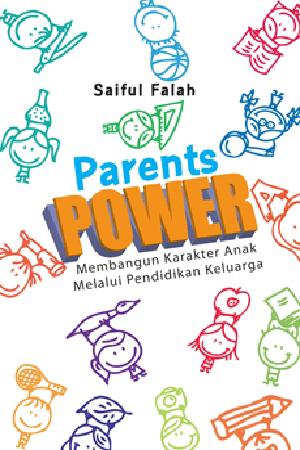 Saiful Falah
Parents
POWER
Membangun Karakter Anak
Melalui Pendidikan Keluarga